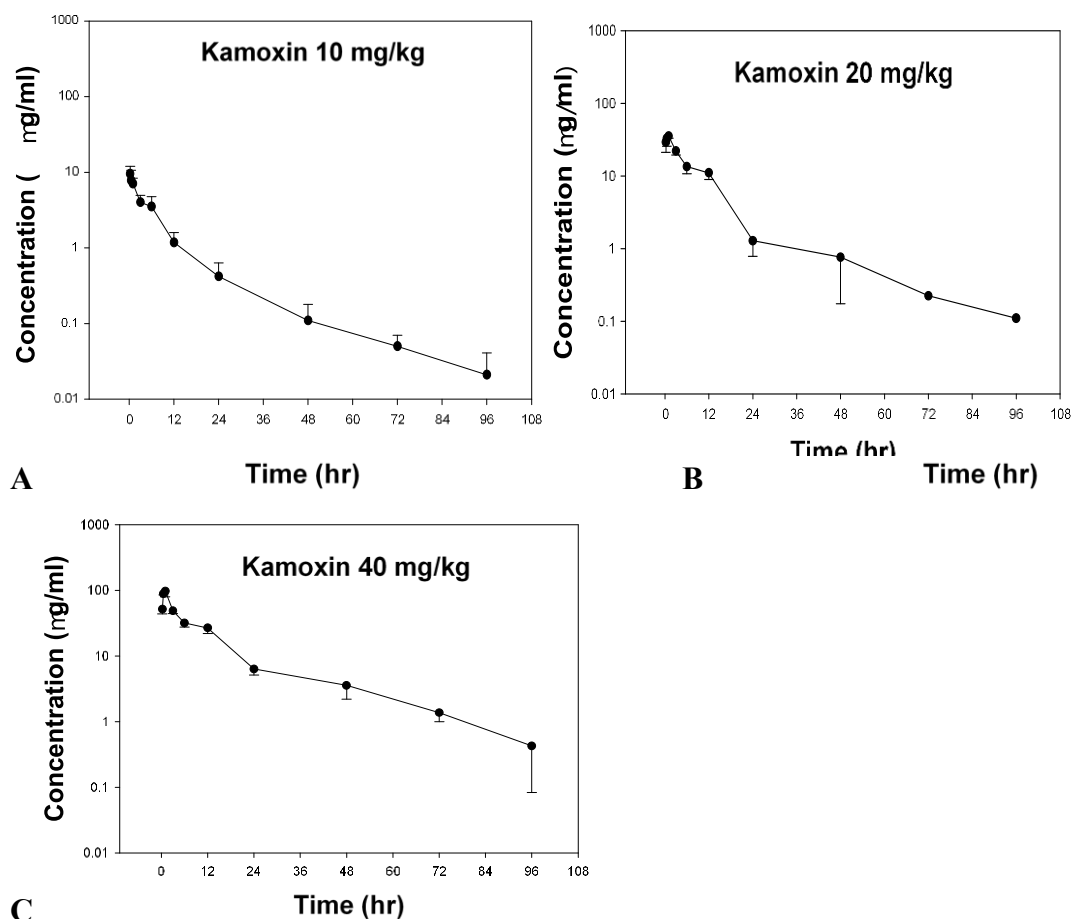 Kamoxin 10 mg/kg
1000
100
10
1
0.1
0.01
Concentration ( mg/ml)
0 12 24 36 48 60 72 84 96 108
Time (hr)
A
Kamoxin 20 mg/kg
1000
100
10
1
0.1
0.01
Concentration (mg/ml)
0 12 24 36 48 60 72 84 96 108
Time (hr)
B
Time (hr)
Kamoxin 40 mg/kg
1000
100
10
1
0.1
0.01
Concentration (mg/ml)
0 12 24 36 48 60 72 84 96 108
Time (hr)
C